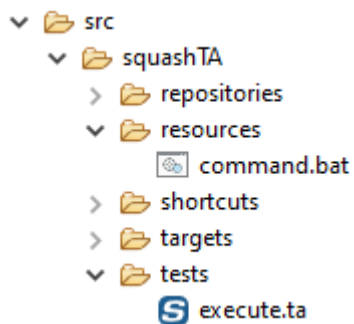 src
squashTA
repositories
resources
command.bat
shortcuts
targets
tests
execute.ta